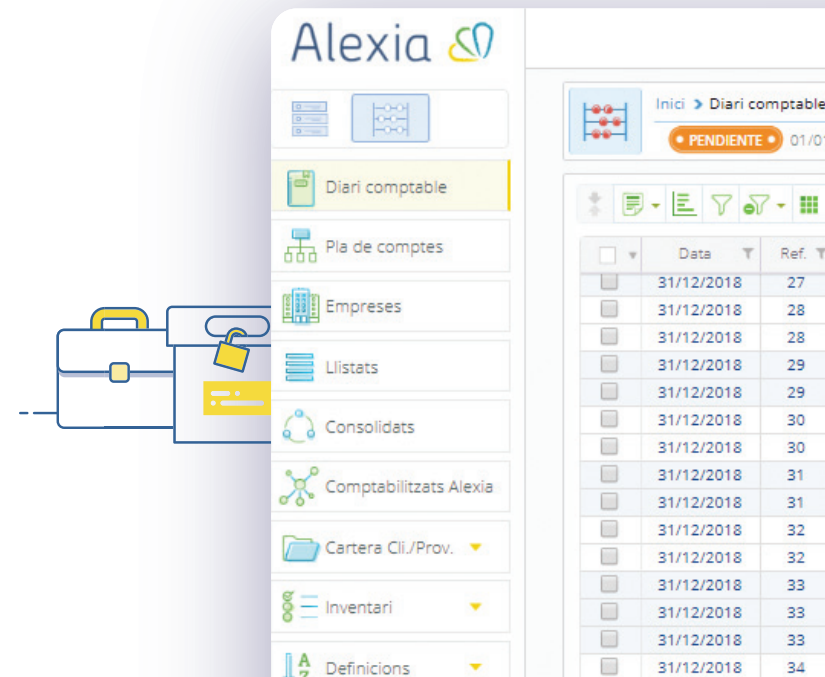 Alexia
Inici > Diari comptable
PENDIENTE 01/01
Diari comptable
Pla de comptes
Empreses
Llistats
Consolidats
Comptabilitzats Alexia
Cartera Cli./Prov.
Inventari
Definicions
Data Ref.
31/12/2018 27
31/12/2018 28
31/12/2018 28
31/12/2018 29
31/12/2018 29
31/12/2018 30
31/12/2018 30
31/12/2018 31
31/12/2018 31
31/12/2018 32
31/12/2018 32
31/12/2018 33
31/12/2018 33
31/12/2018 33
31/12/2018 34